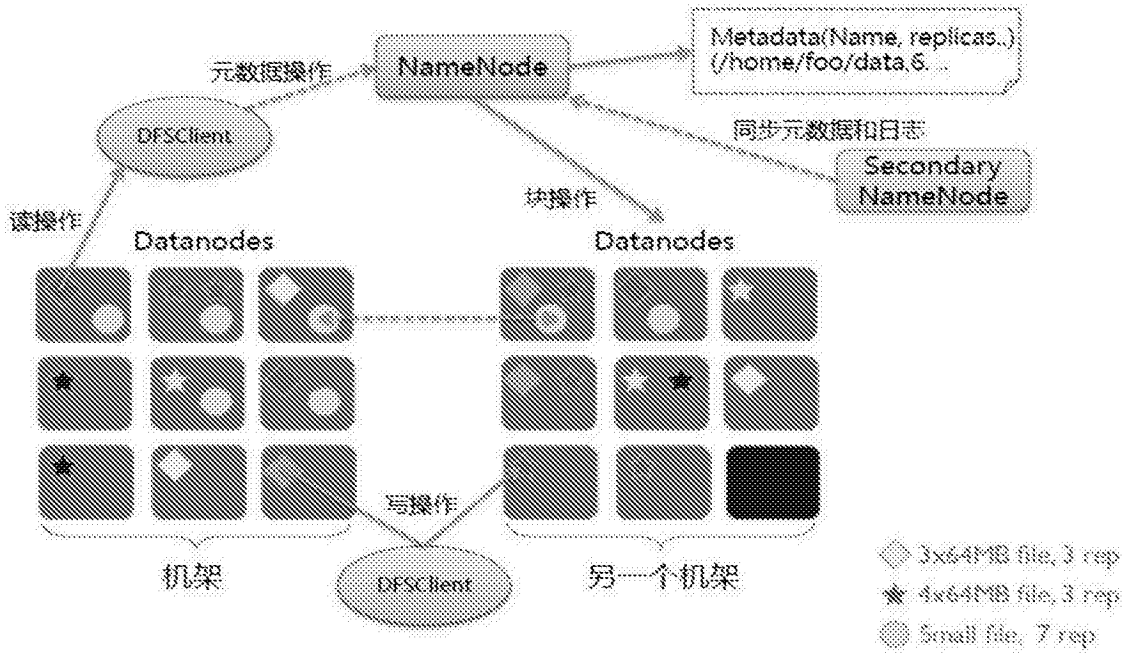 Metadata(Name, replicas..)
(/home/foo/data,6, ..
NameNode
元数据操作
DFSClient
同步元数据和日志
Secondary
NameNode
读操作
块操作
Datanodes
Datanodes
写操作
机架
DFSClient
另一个机架
3x64MB file, 3 rep
4x64MB file, 3 rep
Small file, 7 rep